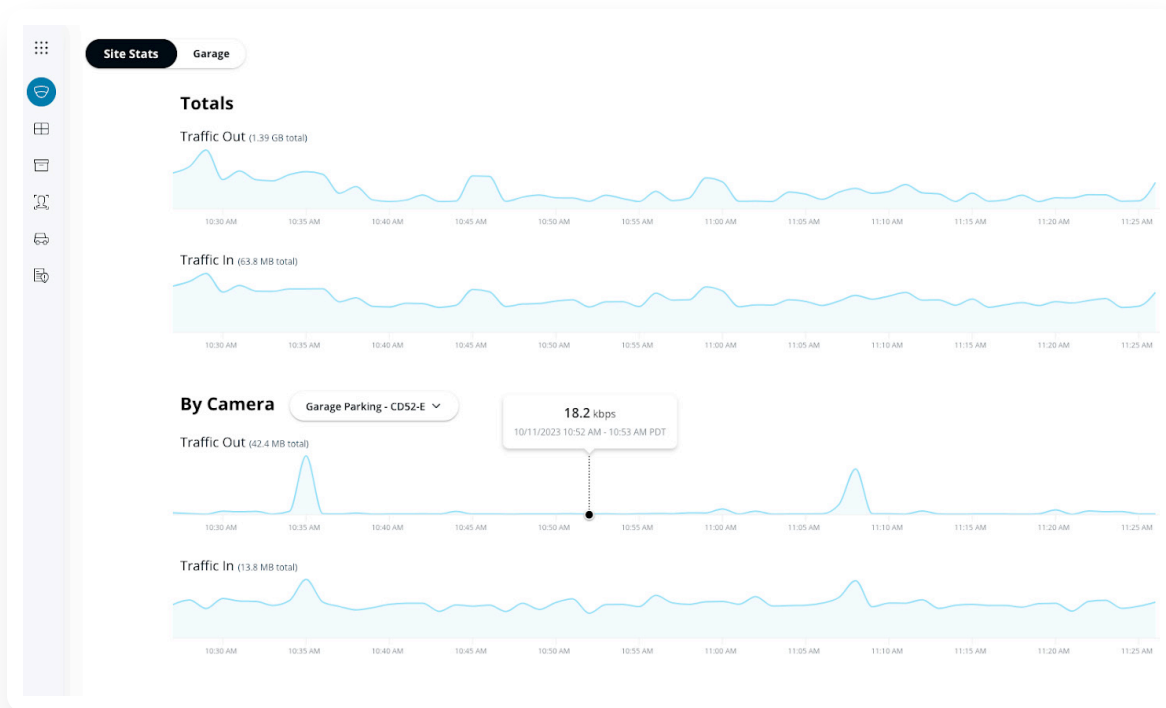 Site Stats Garage
Totals
Traffic Out (1.39 GB total)
10:30 AM 10:35 AM 10:40 AM 10:45 AM 10:50 AM 10:55 AM 11:00 AM 11:05 AM 11:10 AM 11:15 AM 11:20 AM 11:25 AM
Traffic In (63.8 MB total)
10:30 AM 10:35 AM 10:40 AM 10:45 AM 10:50 AM 10:55 AM 11:00 AM 11:05 AM 11:10 AM 11:15 AM 11:20 AM 11:25 AM
By Camera Garage Parking - CD52-E
18.2 kbps
10/11/2023 10:52 AM - 10:53 AM PDT
Traffic Out (42.4 MB total)
10:30 AM 10:35 AM 10:40 AM 10:45 AM 10:50 AM 10:55 AM 11:00 AM 11:05 AM 11:10 AM 11:15 AM 11:20 AM 11:25 AM
Traffic In (13.8 MB total)
10:30 AM 10:35 AM 10:40 AM 10:45 AM 10:50 AM 10:55 AM 11:00 AM 11:05 AM 11:10 AM 11:15 AM 11:20 AM 11:25 AM